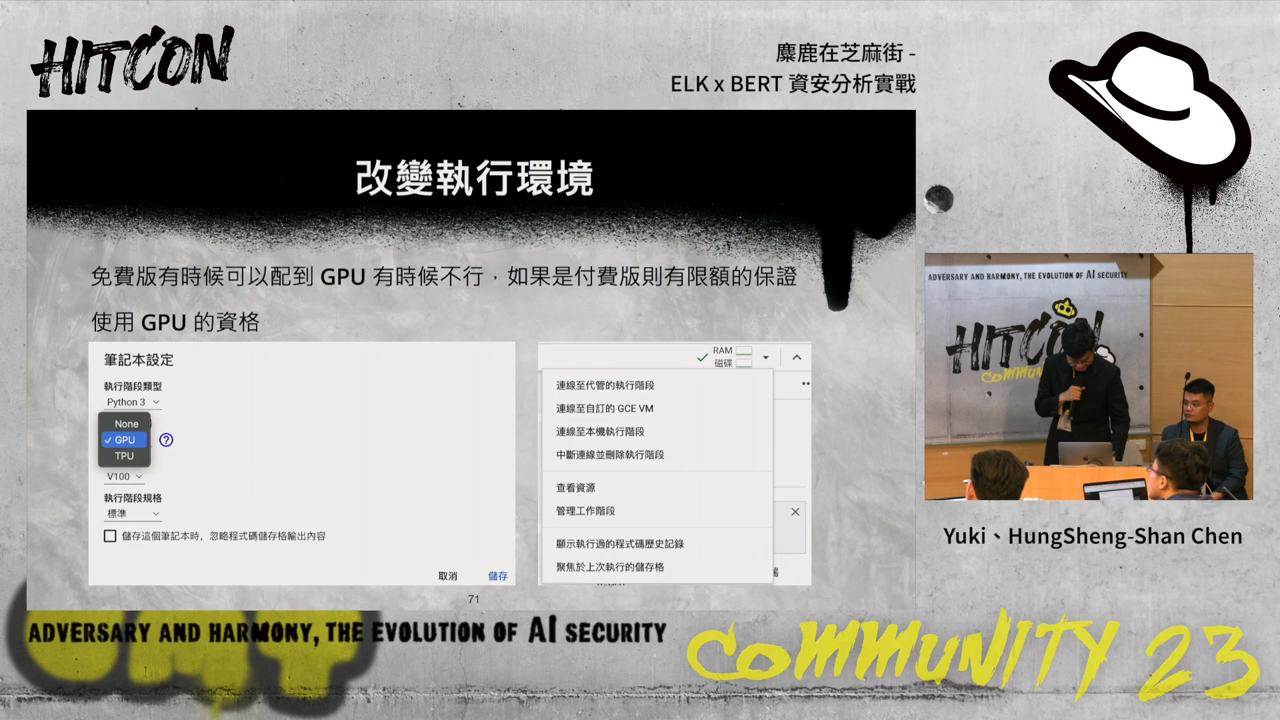 HITCON
麋鹿在芝麻街 -
ELK x BERT 資安分析實戰
改變執行環境
免費版有時候可以配到 GPU 有時候不行，如果是付費版則有限額的保證
使用 GPU 的資格
筆記本設定
執行階段類型
Python 3
None
✓ GPU
TPU
V100
執行階段規格
標準
儲存這個筆記本時，忽略程式碼儲存格輸出內容
取消
儲存
RAM
磁碟
連線至代管的執行階段
連線至自訂的 GCE VM
連線至本機執行階段
中斷連線並刪除執行階段
查看資源
管理工作階段
顯示執行過的程式碼歷史記錄
聚焦於上次執行的儲存格
71
ADVERSARY AND HARMONY, THE EVOLUTION OF AI SECURITY
HITCON
Yuki、HungSheng-Shan Chen
ADVERSARY AND HARMONY, THE EVOLUTION OF AI SECURITY
COMMUNITY 23